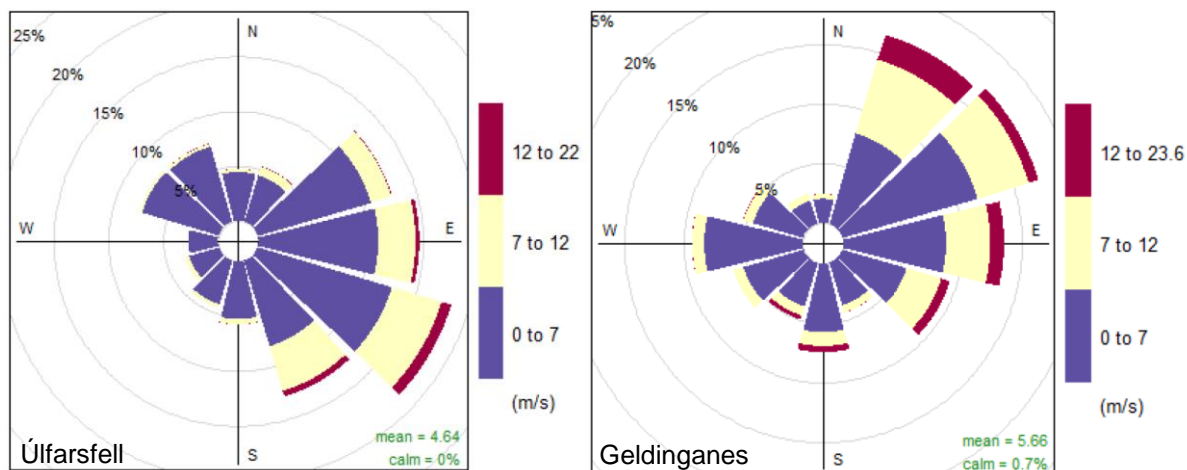 25%
20%
15%
10%
5%
N
W
E
S
Úlfarsfell
mean = 4.64
calm = 0%
12 to 22
7 to 12
0 to 7
(m/s)
5%
20%
15%
10%
5%
N
W
E
S
Geldinganes
mean = 5.66
calm = 0.7%
12 to 23.6
7 to 12
0 to 7
(m/s)